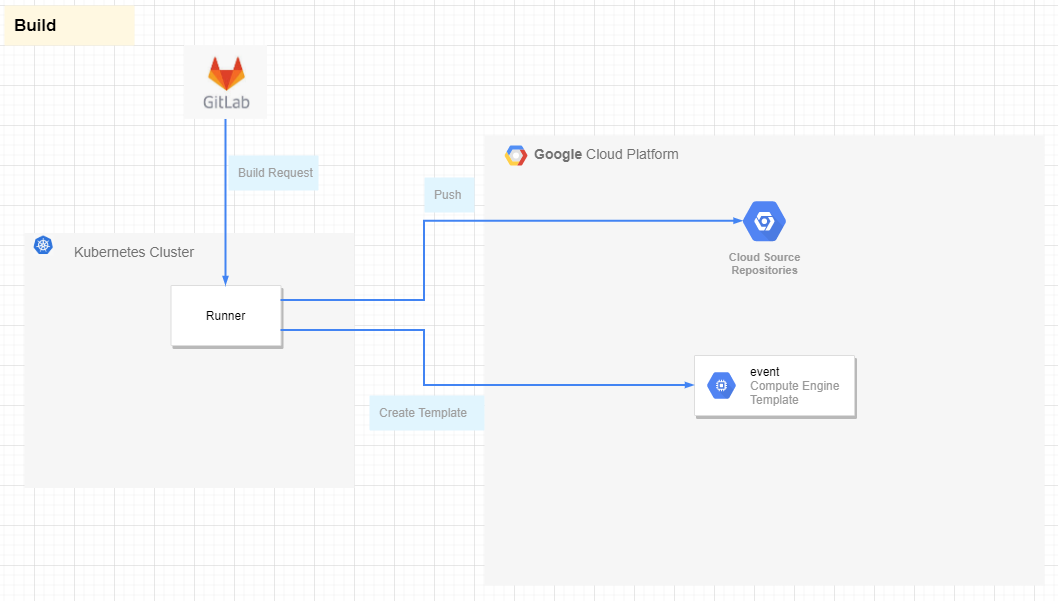 Build
GitLab
Build Request
Google Cloud Platform
Push
Kubernetes Cluster
Cloud Source
Repositories
Runner
event
Compute Engine
Template
Create Template